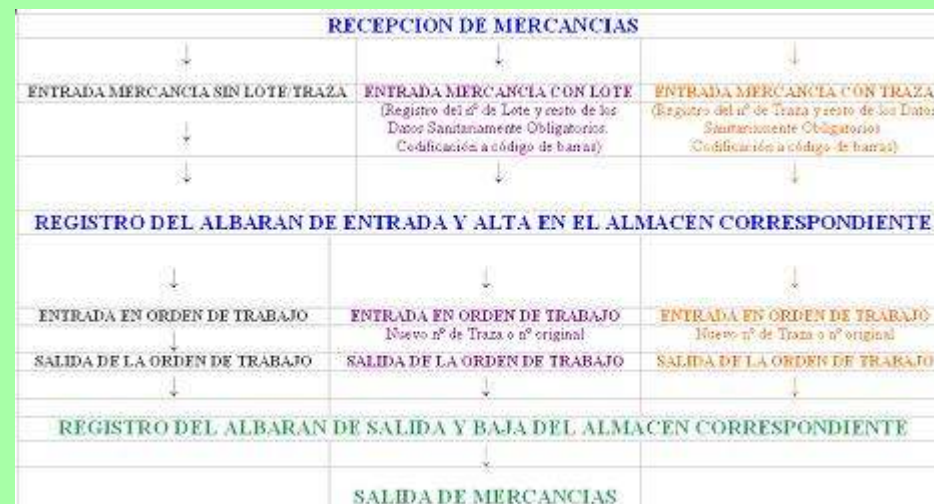 RECEPCION DE MERCANCIAS
↓ ↓ ↓
ENTRADA MERCANCIA SIN LOTE/TRAZA
↓
ENTRADA MERCANCIA CON LOTE
(Registro del nº de Lote y resto de los
Datos Sanitariamente Obligatorios.
Codificación a código de barras)
ENTRADA MERCANCIA CON TRAZA
(Registro del nº de Traza y resto de los Datos
Sanitariamente Obligatorios
Codificación a código de barras)
↓ ↓ ↓
REGISTRO DEL ALBARAN DE ENTRADA Y ALTA EN EL ALMACEN CORRESPONDIENTE
↓ ↓ ↓
ENTRADA EN ORDEN DE TRABAJO
↓
SALIDA DE LA ORDEN DE TRABAJO
ENTRADA EN ORDEN DE TRABAJO
Nuevo nº de Traza o nº original
SALIDA DE LA ORDEN DE TRABAJO
ENTRADA EN ORDEN DE TRABAJO
Nuevo nº de Traza o nº original
SALIDA DE LA ORDEN DE TRABAJO
↓ ↓ ↓
REGISTRO DEL ALBARAN DE SALIDA Y BAJA DEL ALMACEN CORRESPONDIENTE
↓
SALIDA DE MERCANCIAS